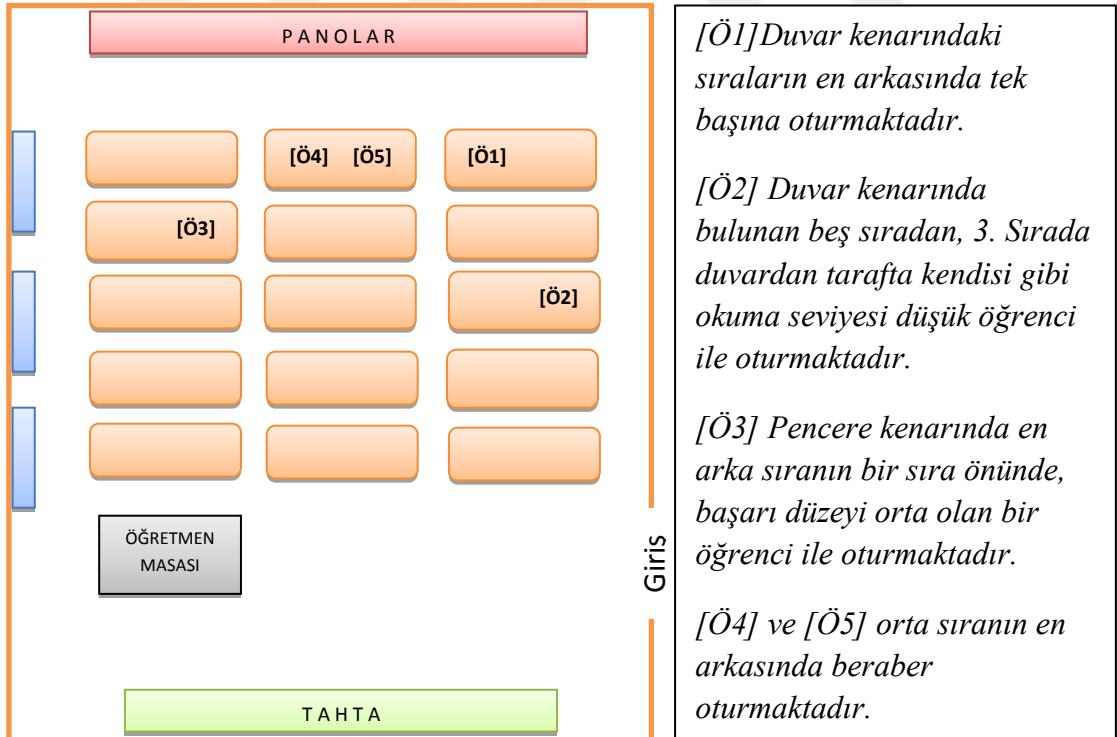 PANOLAR
[Ö4] [Ö5] [Ö1]
[Ö3]
[Ö2]
ÖĞRETMEN
MASASI
Giris
TAHTA
[Ö1]Duvar kenarındaki
sıraların en arkasında tek
başına oturmaktadır.
[Ö2] Duvar kenarında
bulunan beş sıradan, 3. Sırada
duvardan tarafta kendisi gibi
okuma seviyesi düşük öğrenci
ile oturmaktadır.
[Ö3] Pencere kenarında en
arka sıranın bir sıra önünde,
başarı düzeyi orta olan bir
öğrenci ile oturmaktadır.
[Ö4] ve [Ö5] orta sıranın en
arkasında beraber
oturmaktadır.